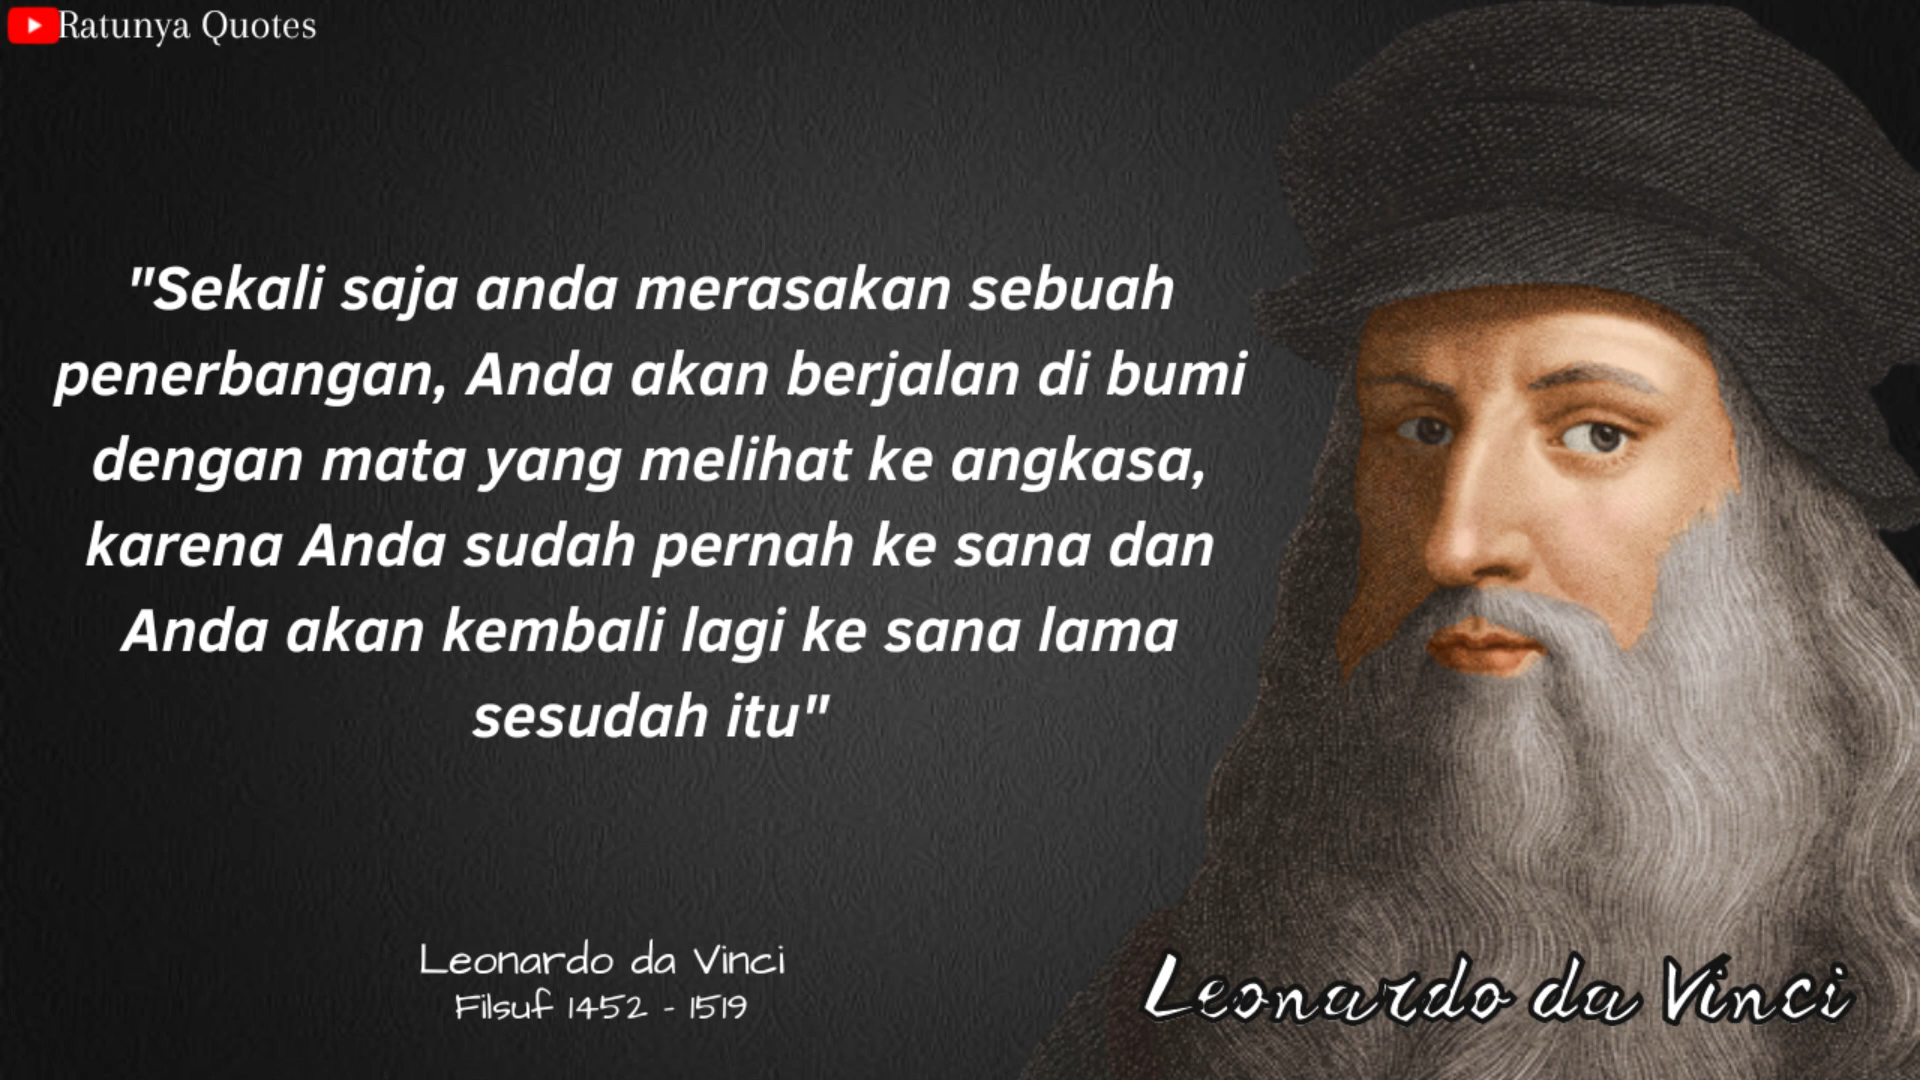 Ratunya Quotes
"Sekali saja anda merasakan sebuah
penerbangan, Anda akan berjalan di bumi
dengan mata yang melihat ke angkasa,
karena Anda sudah pernah ke sana dan
Anda akan kembali lagi ke sana lama
sesudah itu"
Leonardo da Vinci
Filsuf 1452 - 1519
Leonardo da Vinci